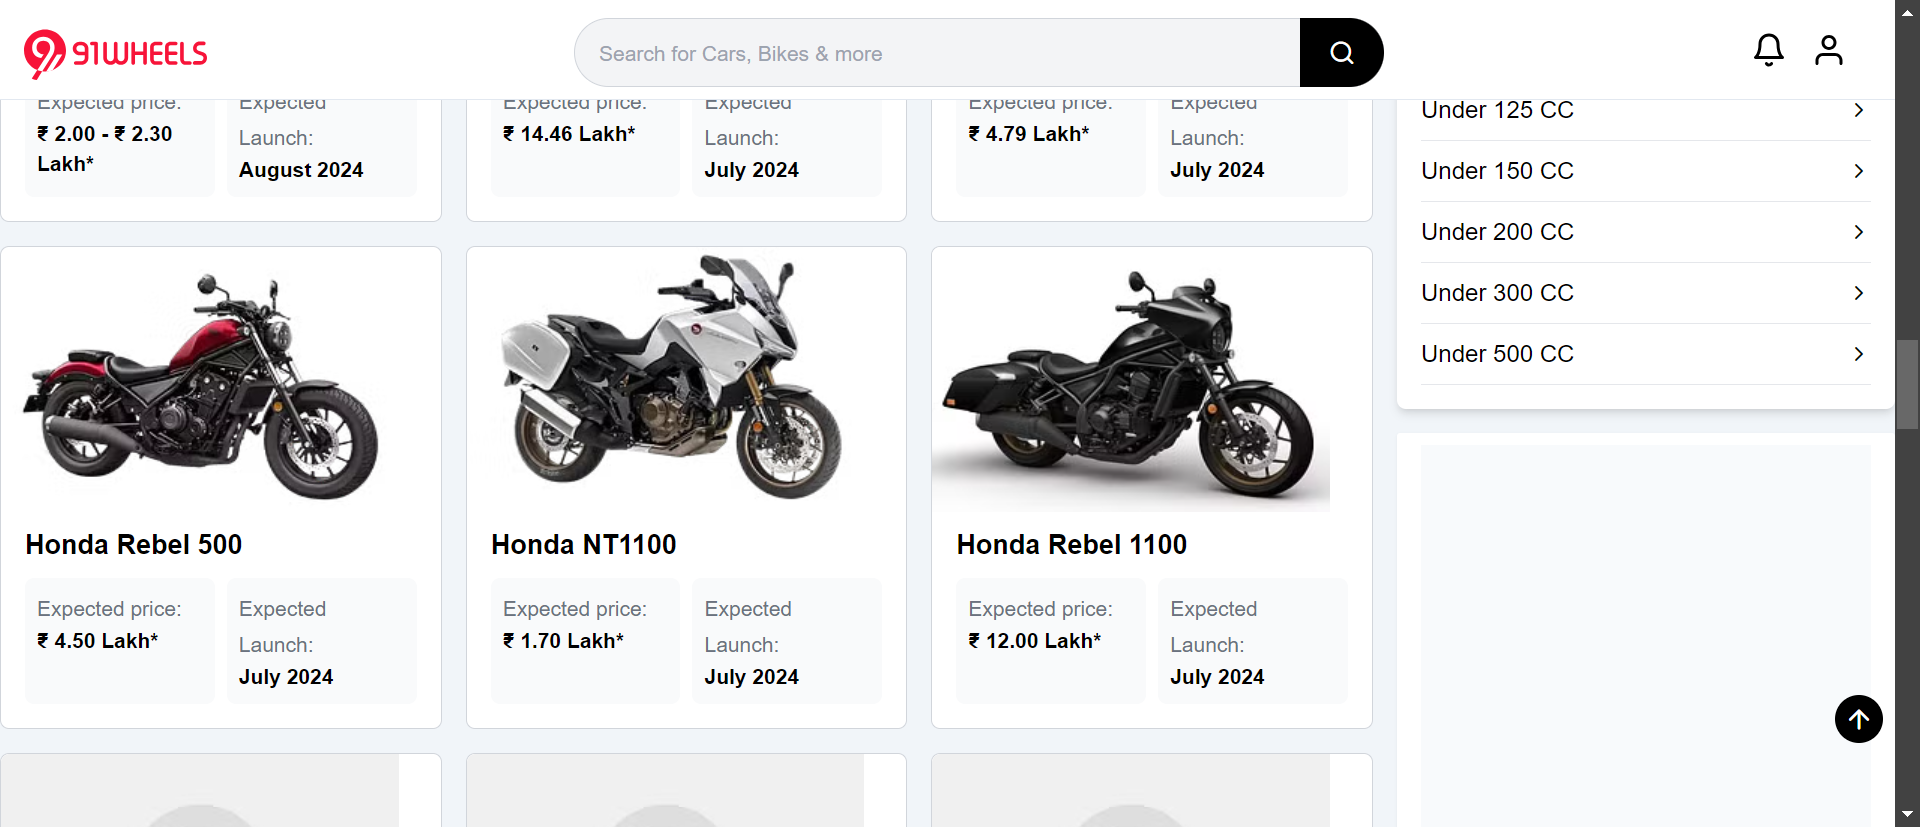 91WHEELS
Search for Cars, Bikes & more
Expected price:
₹ 2.00 - ₹ 2.30
Lakh*
Expected
Launch:
August 2024
Expected price:
₹ 14.46 Lakh*
Expected
Launch:
July 2024
Expected price:
₹ 4.79 Lakh*
Expected
Launch:
July 2024
Honda Rebel 500
Expected price:
₹ 4.50 Lakh*
Expected
Launch:
July 2024
Honda NT1100
Expected price:
₹ 1.70 Lakh*
Expected
Launch:
July 2024
Honda Rebel 1100
Expected price:
₹ 12.00 Lakh*
Expected
Launch:
July 2024
Under 125 CC
Under 150 CC
Under 200 CC
Under 300 CC
Under 500 CC